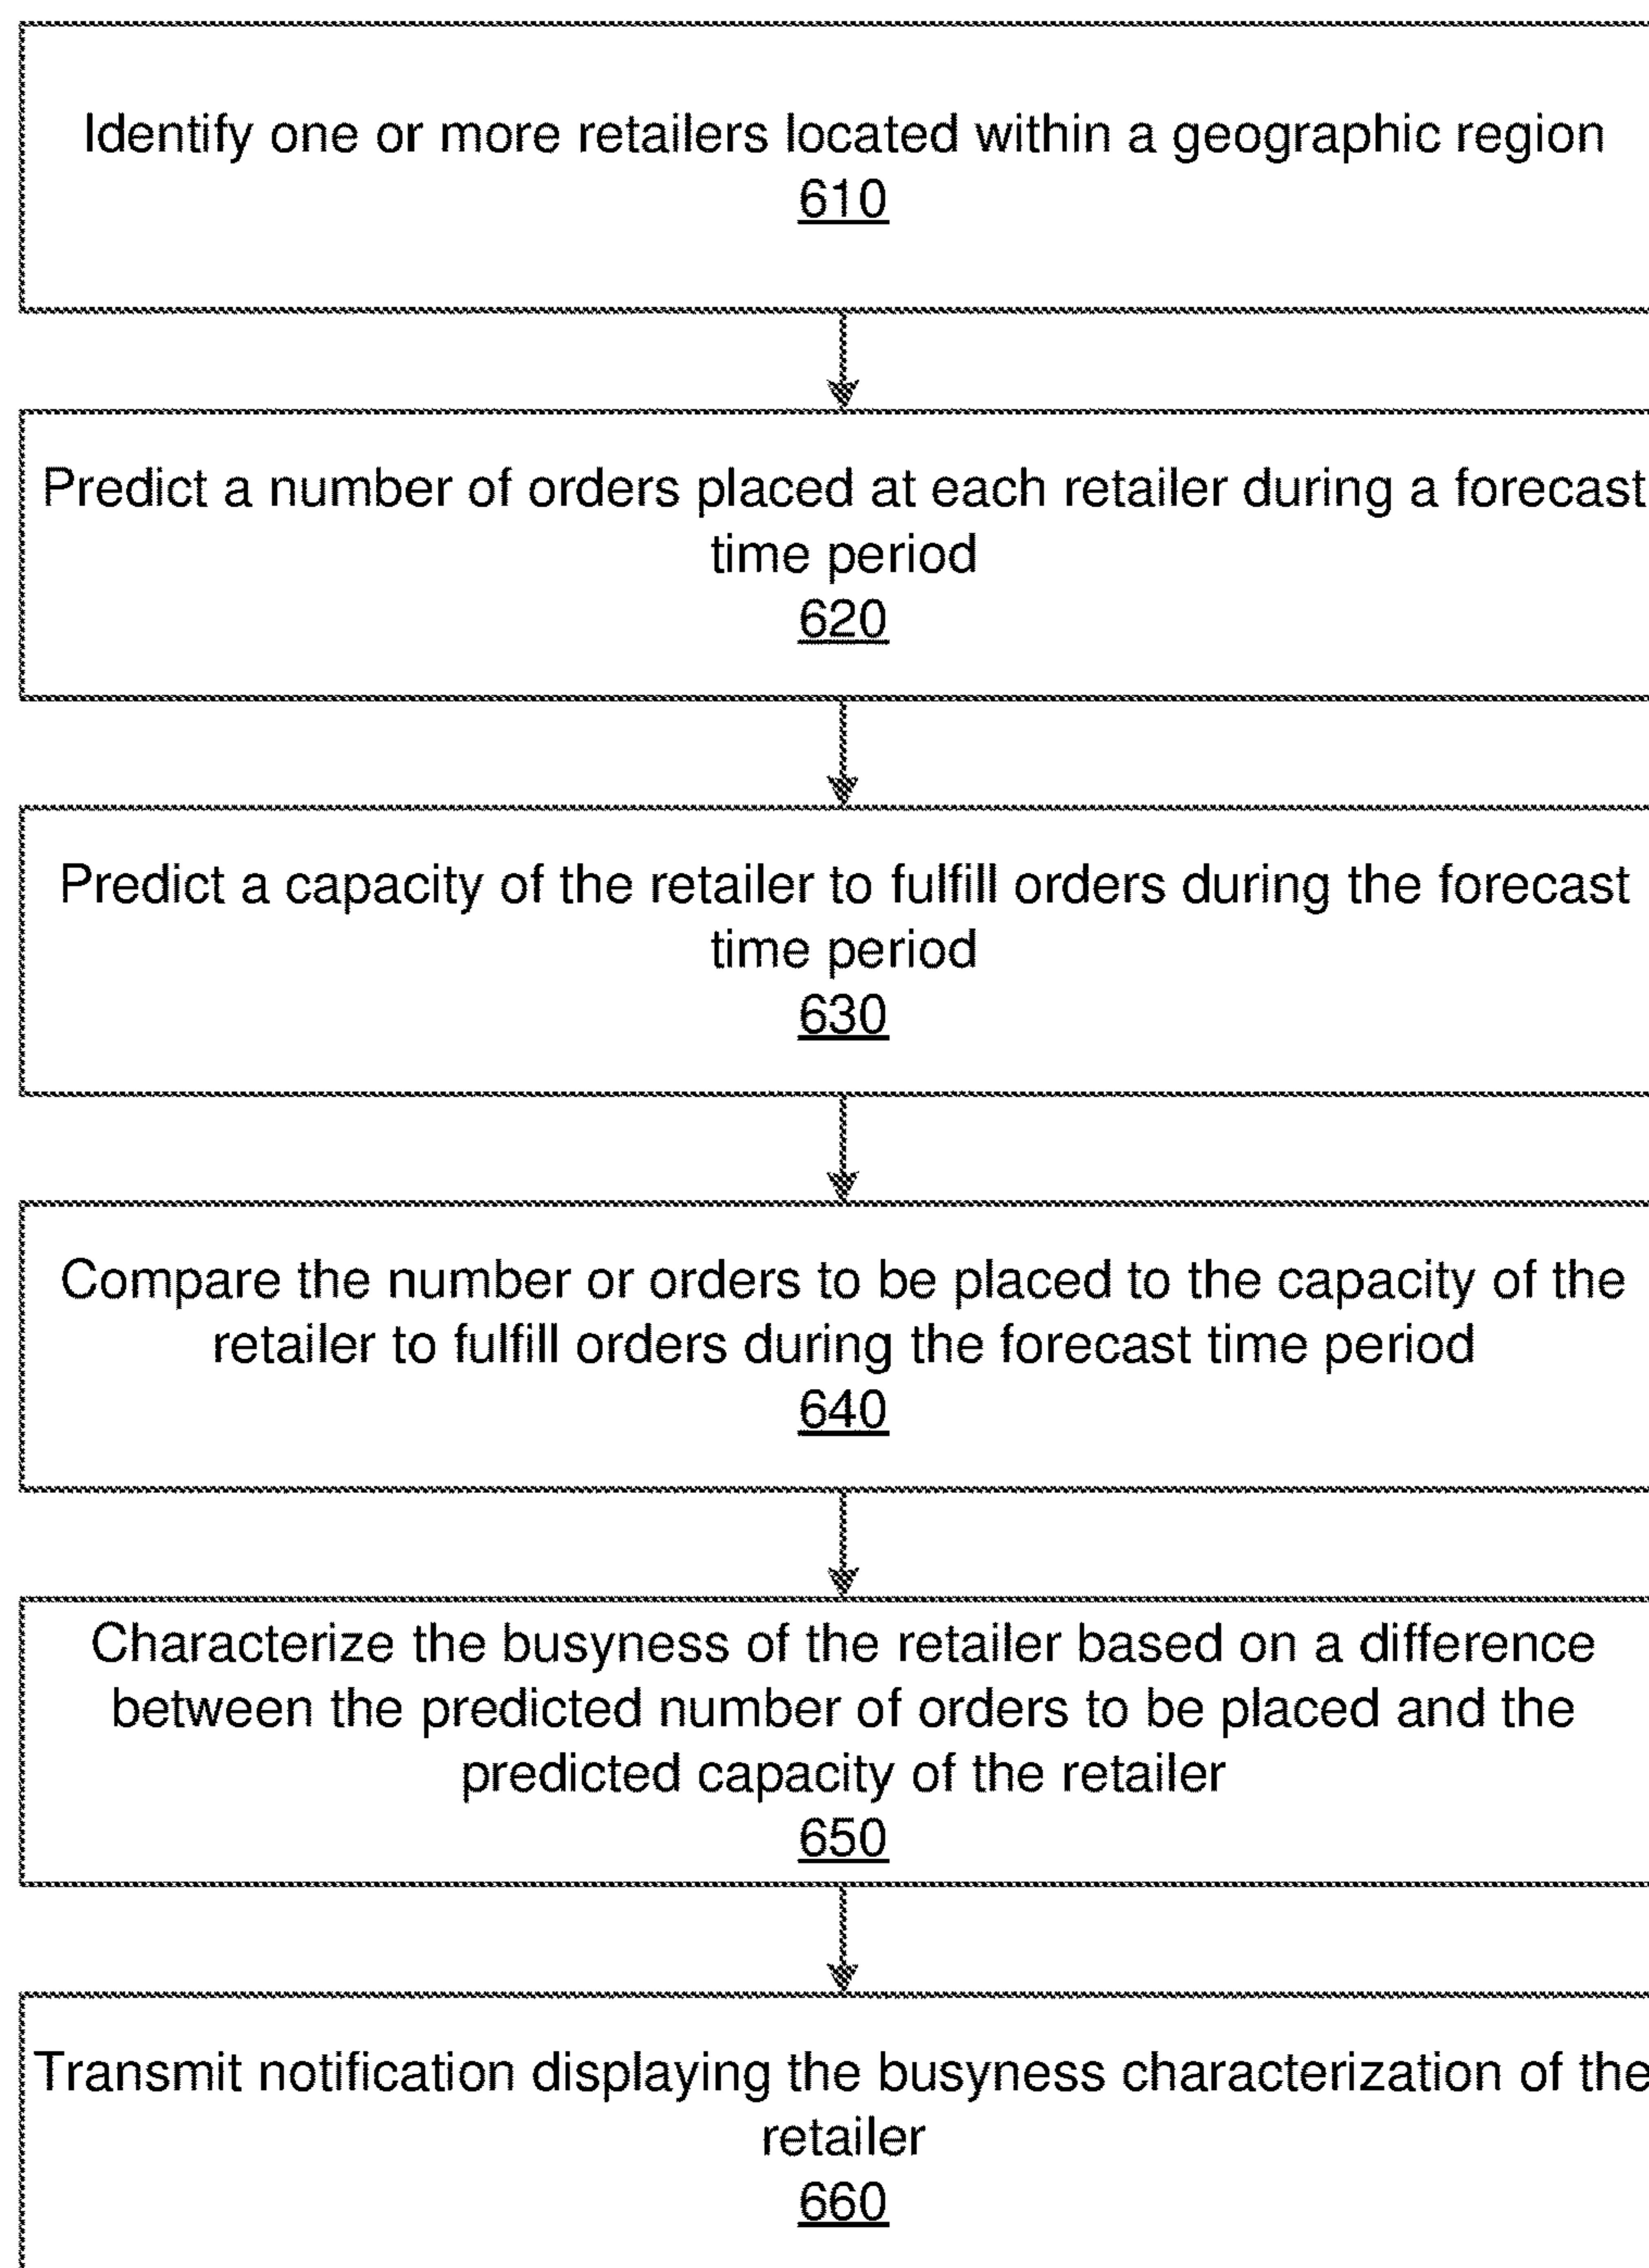 Identify one or more retailers located within a geographic region
610
Predict a number of orders placed at each retailer during a forecast
time period
620
Predict a capacity of the retailer to fulfill orders during the forecast
time period
630
Compare the number or orders to be placed to the capacity of the
retailer to fulfill orders during the forecast time period
640
Characterize the busyness of the retailer based on a difference
between the predicted number of orders to be placed and the
predicted capacity of the retailer
650
Transmit notification displaying the busyness characterization of the
retailer
660